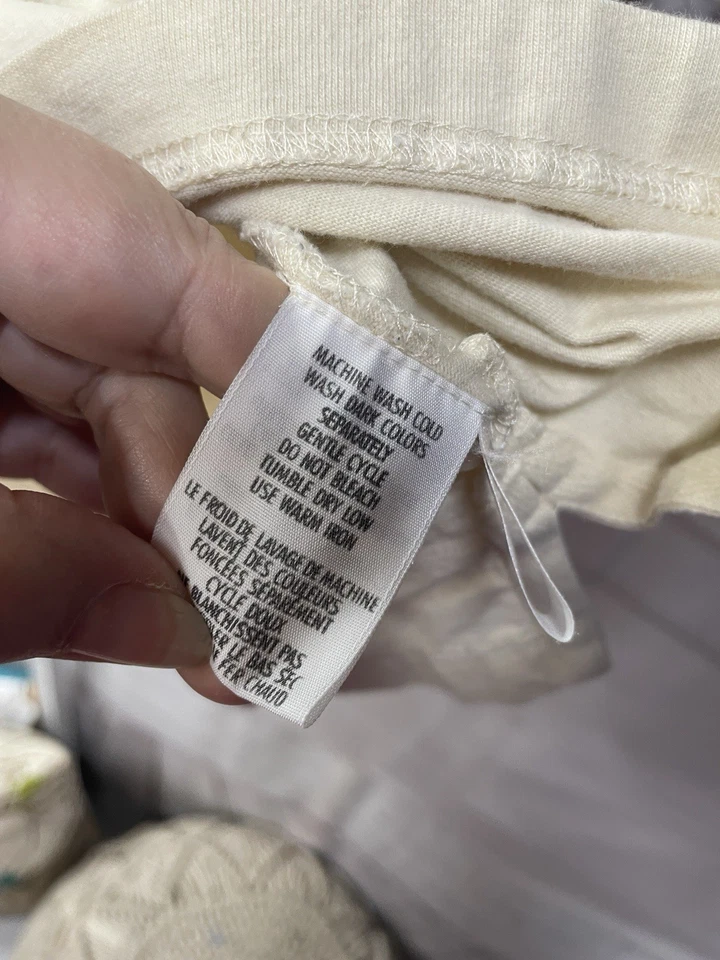 MACHINE WASH COLD
WASH DARK COLORS
SEPARATELY
GENTLE CYCLE
DO NOT BLEACH
TUMBLE DRY LOW
USE WARM IRON
LE FROID DE LAVAGE DE MACHINE
LAVENT DES COULEURS
FONCÉES SÉPARÉMENT
CYCLE DOUX
BLANCHISSENT PAS
LE BAS SEC
FER CHAUD